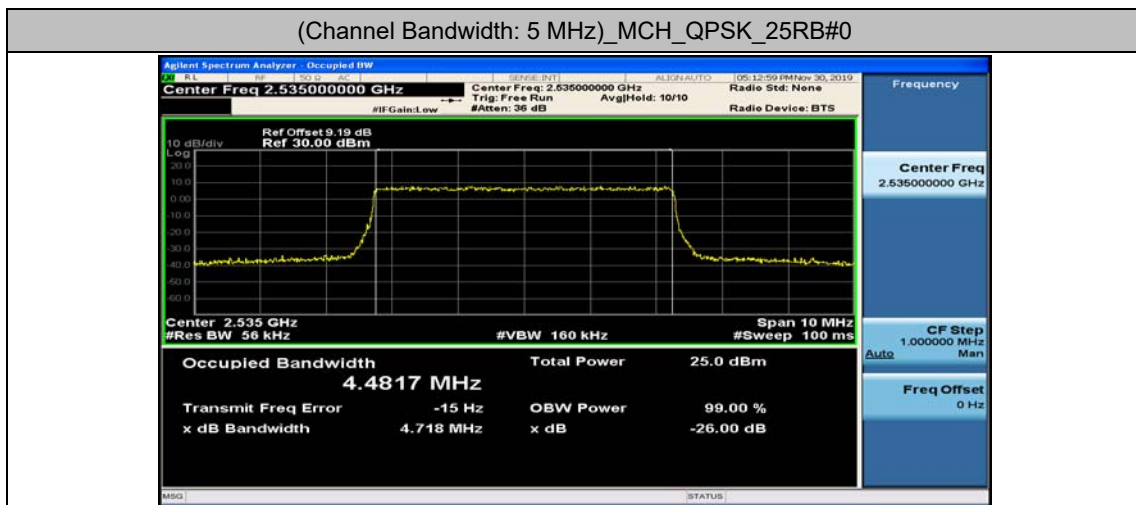 (Channel Bandwidth: 5 MHz)_MCH_QPSK_25RB#0
Agilent Spectrum Analyzer - Occupied BW
RL RF 50 Ω AC SENSE:INT ALIGN AUTO 05:12:59 PM Nov 30, 2019
Center Freq 2.535000000 GHz
Center Freq: 2.535000000 GHz
Radio Std: None
Trig: Free Run Avg|Hold: 10/10
#IFGain:Low #Atten: 36 dB Radio Device: BTS
Frequency
Ref Offset 9.19 dB
10 dB/div Ref 30.00 dBm
Log
20.0
10.0
0.00
-10.0
-20.0
-30.0
-40.0
-50.0
-60.0
Center Freq
2.535000000 GHz
Center 2.535 GHz Span 10 MHz
#Res BW 56 kHz #VBW 160 kHz #Sweep 100 ms
CF Step
1.000000 MHz
Auto Man
Occupied Bandwidth Total Power 25.0 dBm
4.4817 MHz
Transmit Freq Error -15 Hz OBW Power 99.00 %
x dB Bandwidth 4.718 MHz x dB -26.00 dB
Freq Offset
0 Hz
MSG STATUS